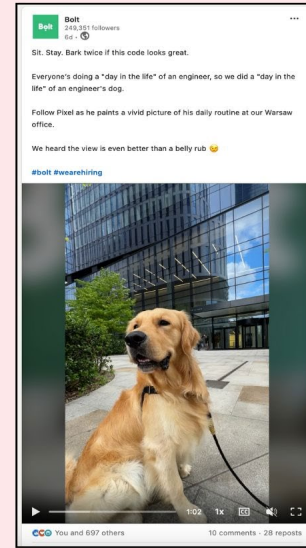 Bolt
Bolt
249,351 followers
6d •
Sit. Stay. Bark twice if this code looks great.
Everyone's doing a "day in the life" of an engineer, so we did a "day in the
life" of an engineer's dog.
Follow Pixel as he paints a vivid picture of his daily routine at our Warsaw
office.
We heard the view is even better than a belly rub 😉
#bolt #wearehiring
1:02 1x CC
You and 697 others
10 comments · 28 reposts